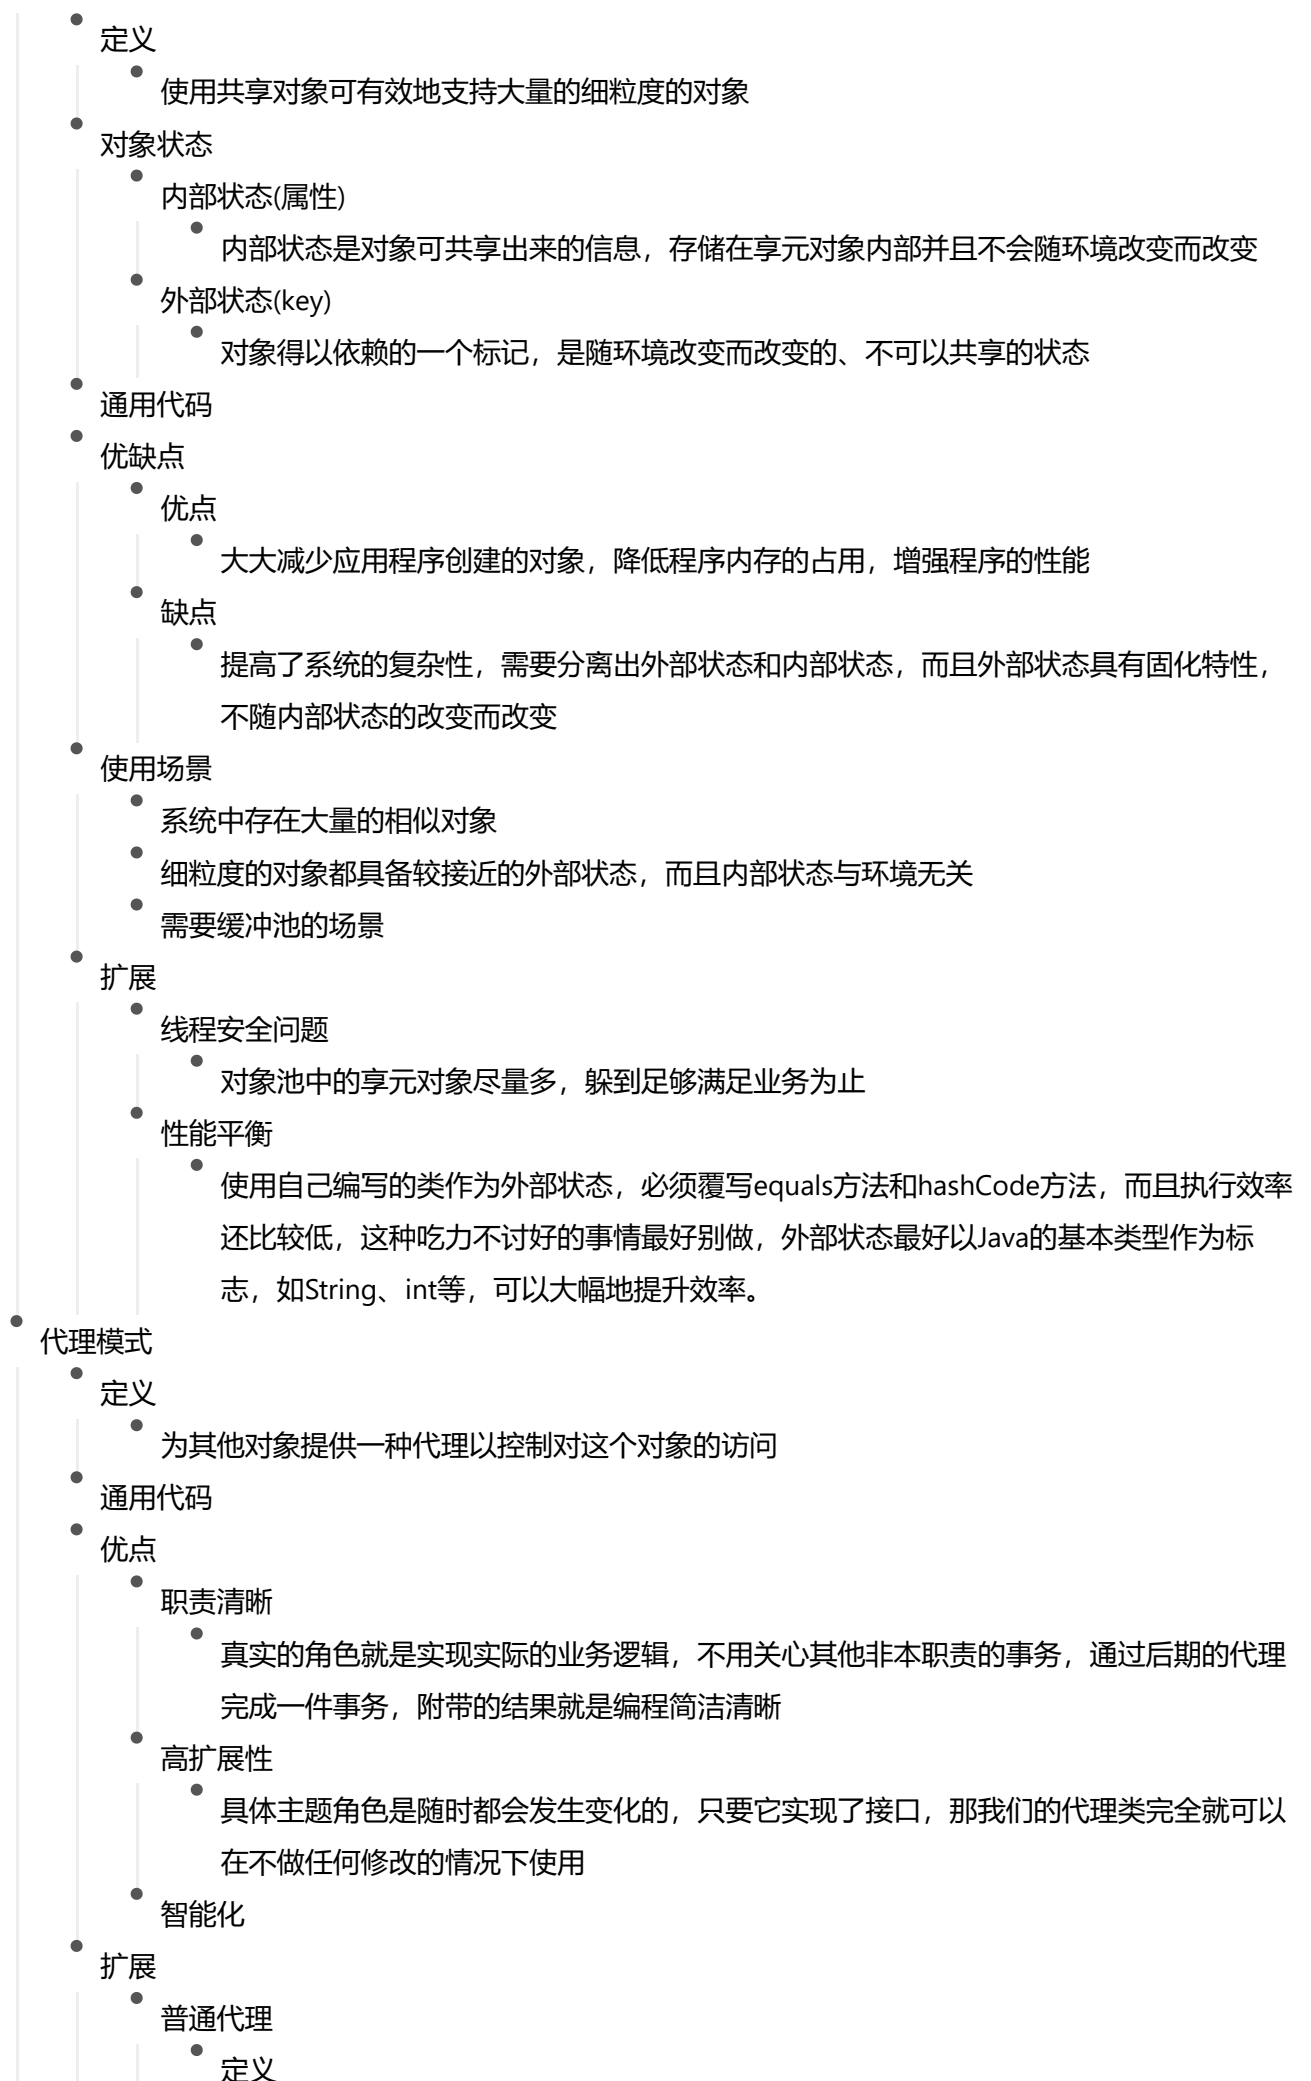 定义
使用共享对象可有效地支持大量的细粒度的对象
对象状态
内部状态(属性)
内部状态是对象可共享出来的信息，存储在享元对象内部并且不会随环境改变而改变
外部状态(key)
对象得以依赖的一个标记，是随环境改变而改变的、不可以共享的状态
通用代码
优缺点
优点
大大减少应用程序创建的对象，降低程序内存的占用，增强程序的性能
缺点
提高了系统的复杂性，需要分离出外部状态和内部状态，而且外部状态具有固化特性，
不随内部状态的改变而改变
使用场景
系统中存在大量的相似对象
细粒度的对象都具备较接近的外部状态，而且内部状态与环境无关
需要缓冲池的场景
扩展
线程安全问题
对象池中的享元对象尽量多，躲到足够满足业务为止
性能平衡
使用自己编写的类作为外部状态，必须覆写equals方法和hashCode方法，而且执行效率
还比较低，这种吃力不讨好的事情最好别做，外部状态最好以Java的基本类型作为标
志，如String、int等，可以大幅地提升效率。
代理模式
定义
为其他对象提供一种代理以控制对这个对象的访问
通用代码
优点
职责清晰
真实的角色就是实现实际的业务逻辑，不用关心其他非本职责的事务，通过后期的代理
完成一件事务，附带的结果就是编程简洁清晰
高扩展性
具体主题角色是随时都会发生变化的，只要它实现了接口，那我们的代理类完全就可以
在不做任何修改的情况下使用
智能化
扩展
普通代理
定义